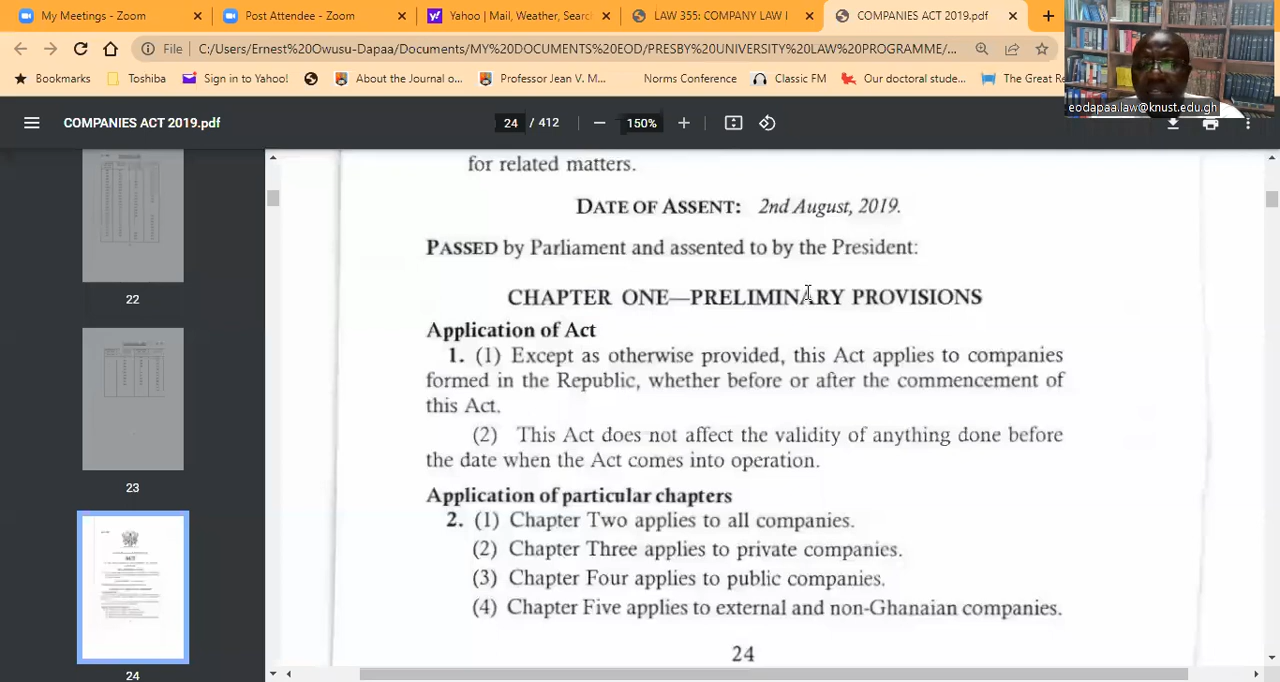 My Meetings - Zoom
Post Attendee - Zoom
Yahoo | Mail, Weather, Searc
LAW 355: COMPANY LAW I
COMPANIES ACT 2019.pdf
File
C:/Users/Ernest%20Owusu-Dapaa/Documents/MY%20DOCUMENTS%20EOD/PRESBY%20UNIVERSITY%20LAW%20PROGRAMME/...
Bookmarks
Toshiba
Sign in to Yahoo!
About the Journal o...
Professor Jean V. M...
Norms Conference
Classic FM
Our doctoral stude...
The Great Re
eodapaa.law@knust.edu.gh
COMPANIES ACT 2019.pdf
24 / 412
150%
22
23
24
for related matters.
DATE OF ASSENT: 2nd August, 2019.
PASSED by Parliament and assented to by the President:
CHAPTER ONE—PRELIMINARY PROVISIONS
Application of Act
1. (1) Except as otherwise provided, this Act applies to companies
formed in the Republic, whether before or after the commencement of
this Act.
(2) This Act does not affect the validity of anything done before
the date when the Act comes into operation.
Application of particular chapters
2. (1) Chapter Two applies to all companies.
(2) Chapter Three applies to private companies.
(3) Chapter Four applies to public companies.
(4) Chapter Five applies to external and non-Ghanaian companies.
24